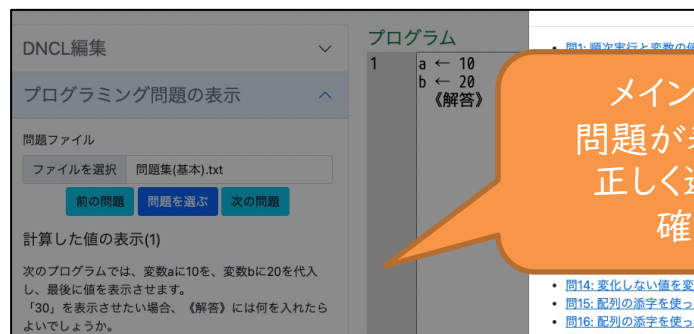 DNCL編集
プログラミング問題の表示
問題ファイル
ファイルを選択 問題集(基本).txt
前の問題 問題を選ぶ 次の問題
計算した値の表示(1)
次のプログラムでは、変数aに10を、変数bに20を代入
し、最後に値を表示させます。
「30」を表示させたい場合、《解答》には何を入れたら
よいでしょうか。
プログラム
1 a ← 10
b ← 20
《解答》
問1: 順次実行と変数の値
メイン
問題が
正しく
確
問14: 変化しない値を変
問15: 配列の添字を使っ
問16: 配列の添字を使っ